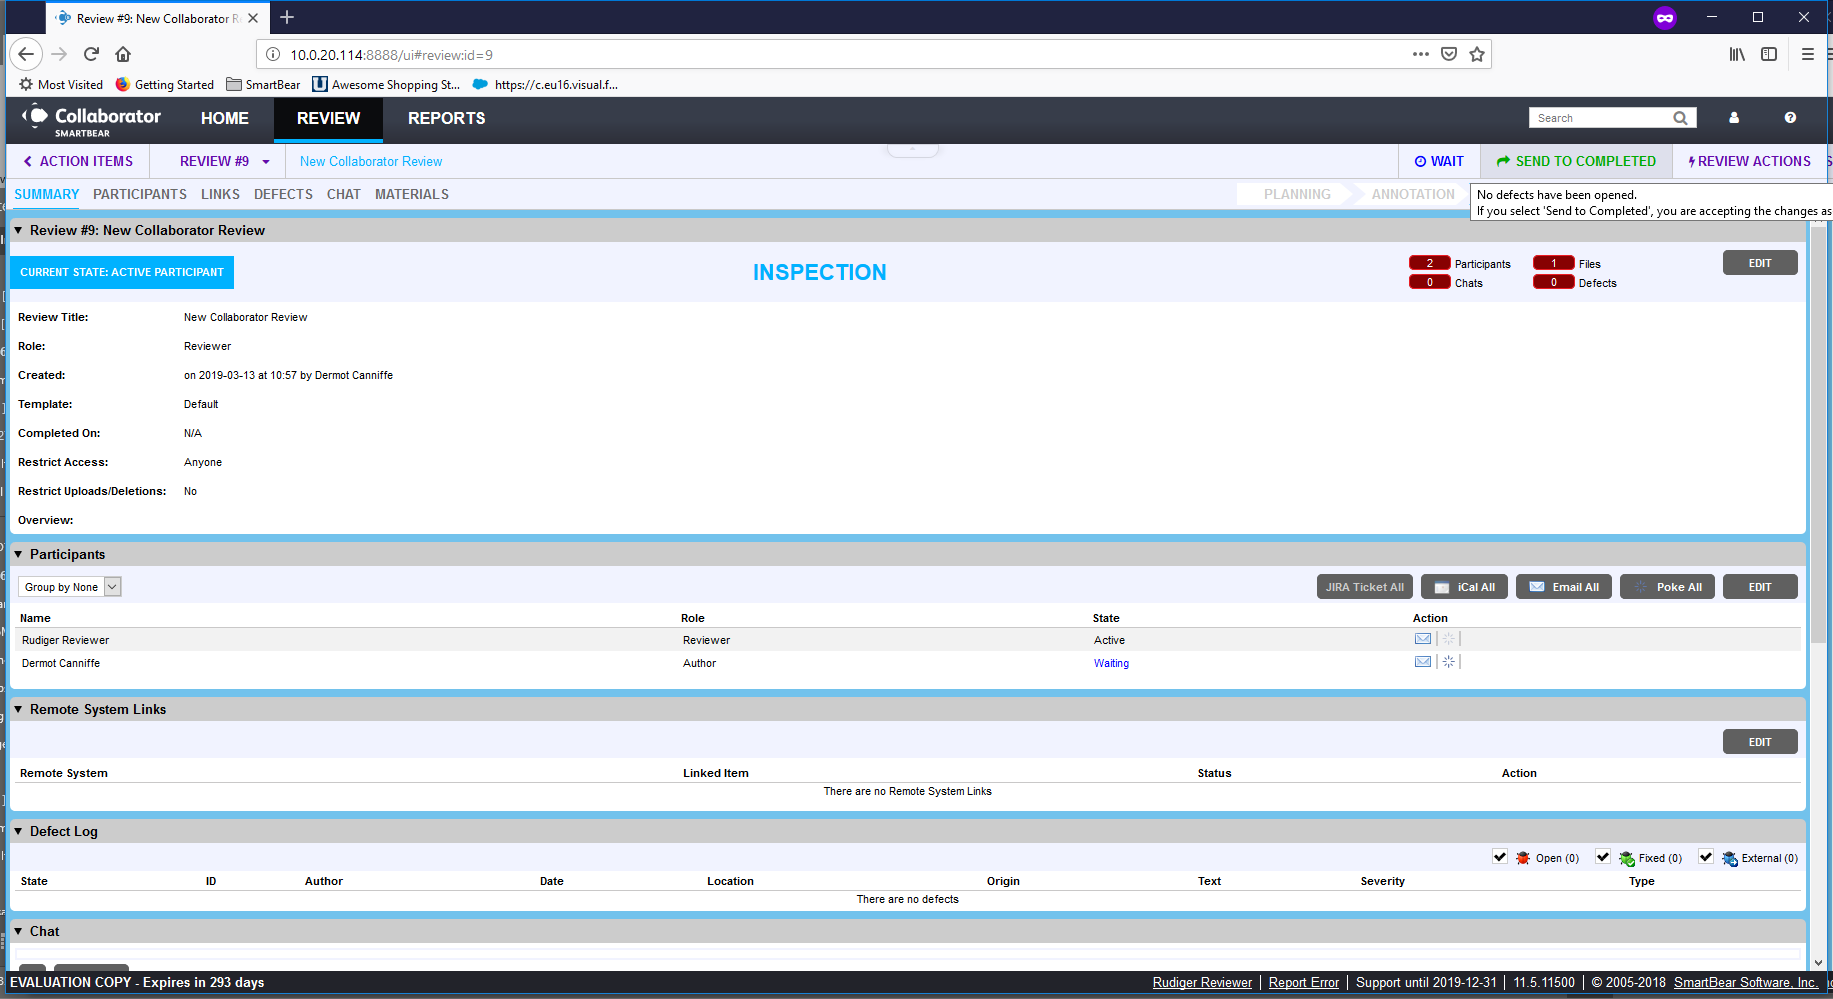 Review #9: New Collaborator R
10.0.20.114:8888/ui#review:id=9
Most Visited Getting Started SmartBear Awesome Shopping St... https://c.eu16.visual.f...
Collaborator
SMARTBEAR
HOME REVIEW REPORTS Search
ACTION ITEMS REVIEW #9 New Collaborator Review WAIT SEND TO COMPLETED REVIEW ACTIONS
SUMMARY PARTICIPANTS LINKS DEFECTS CHAT MATERIALS PLANNING ANNOTATION
No defects have been opened.
If you select 'Send to Completed', you are accepting the changes as
Review #9: New Collaborator Review
CURRENT STATE: ACTIVE PARTICIPANT INSPECTION
2 Participants 1 Files EDIT
0 Chats 0 Defects
Review Title: New Collaborator Review
Role: Reviewer
Created: on 2019-03-13 at 10:57 by Dermot Canniffe
Template: Default
Completed On: N/A
Restrict Access: Anyone
Restrict Uploads/Deletions: No
Overview:
Participants
Group by None JIRA Ticket All iCal All Email All Poke All EDIT
Name Role State Action
Rudiger Reviewer Reviewer Active
Dermot Canniffe Author Waiting
Remote System Links
EDIT
Remote System Linked Item Status Action
There are no Remote System Links
Defect Log
Open (0) Fixed (0) External (0)
State ID Author Date Location Origin Text Severity Type
There are no defects
Chat
EVALUATION COPY - Expires in 293 days Rudiger Reviewer | Report Error | Support until 2019-12-31 | 11.5.11500 | © 2005-2018 SmartBear Software, Inc.